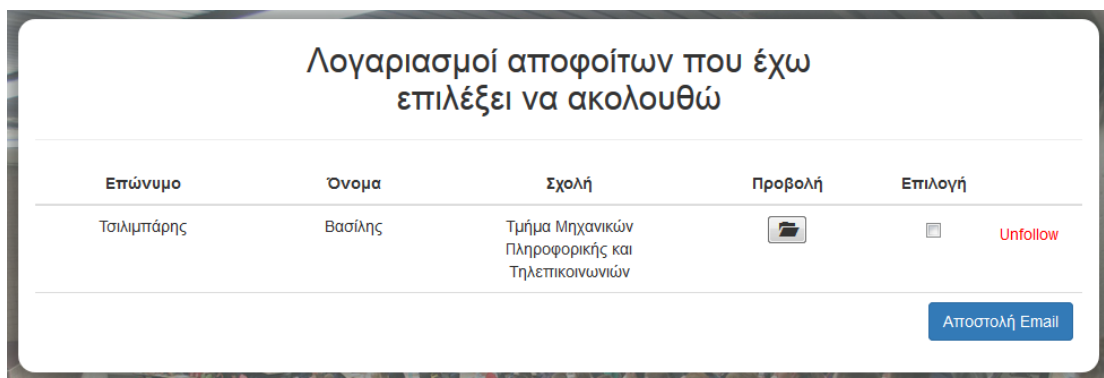 Λογαριασμοί αποφοίτων που έχω
επιλέξει να ακολουθώ
Επώνυμο Όνομα Σχολή Προβολή Επιλογή
Τσιλιμπάρης Βασίλης Τμήμα Μηχανικών Unfollow
Πληροφορικής και
Τηλεπικοινωνιών
Αποστολή Email